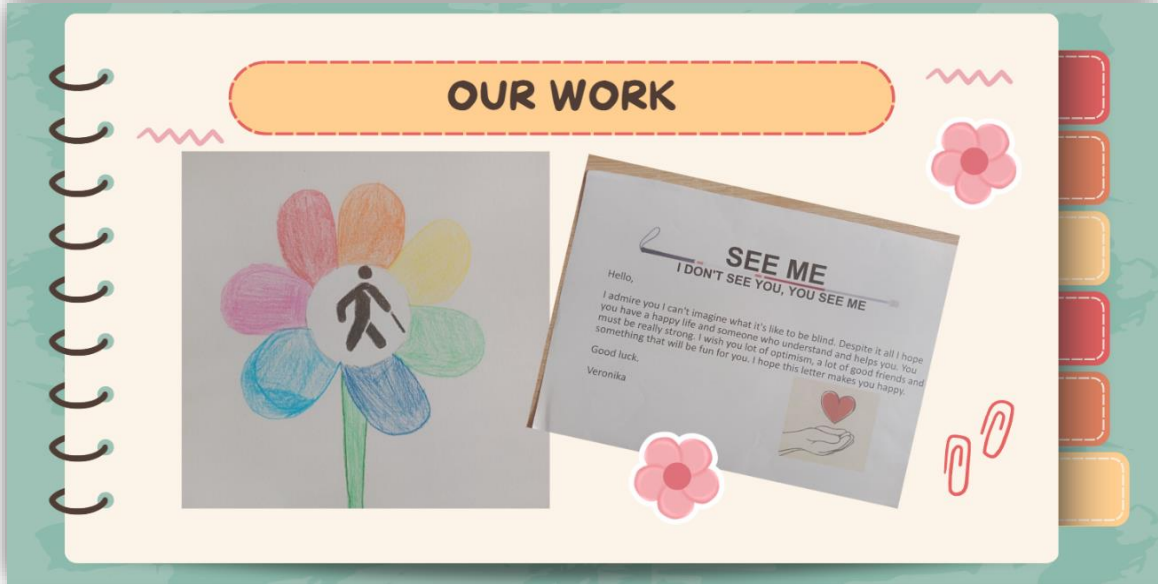 OUR WORK
SEE ME
I DON'T SEE YOU, YOU SEE ME
Hello,
I admire you I can't imagine what it's like to be blind. Despite it all I hope
you have a happy life and someone who understand and helps you. You
must be really strong. I wish you lot of optimism, a lot of good friends and
something that will be fun for you. I hope this letter makes you happy.
Good luck.
Veronika